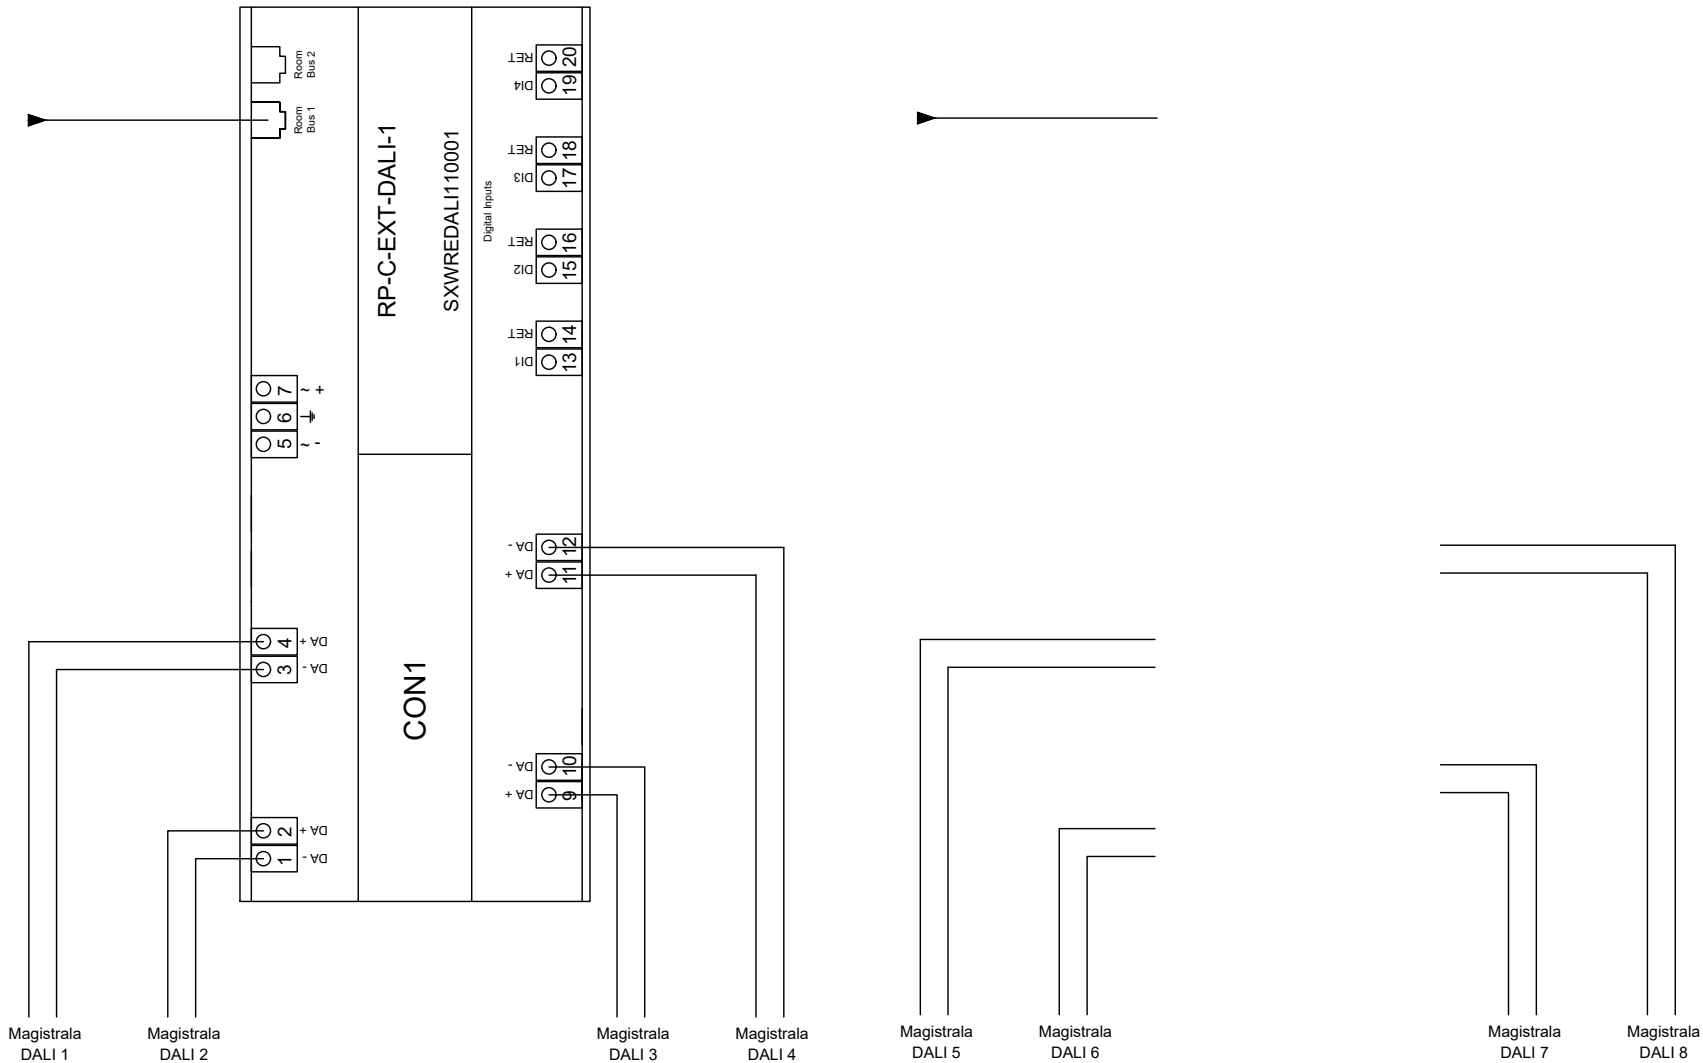 Room
Bus 2
Room
Bus 1
7 ~ +
6
5 ~ -
4 DA +
3 DA -
2 DA +
1 DA -
RP-C-EXT-DALI-1
SXWREDALI110001
CON1
Digital Inputs
RET 20
DI4 19
RET 18
DI3 17
RET 16
DI2 15
RET 14
DI1 13
DA - 12
DA + 11
DA - 10
DA + 9
Magistrala
DALI 1
Magistrala
DALI 2
Magistrala
DALI 3
Magistrala
DALI 4
Magistrala
DALI 5
Magistrala
DALI 6
Magistrala
DALI 7
Magistrala
DALI 8